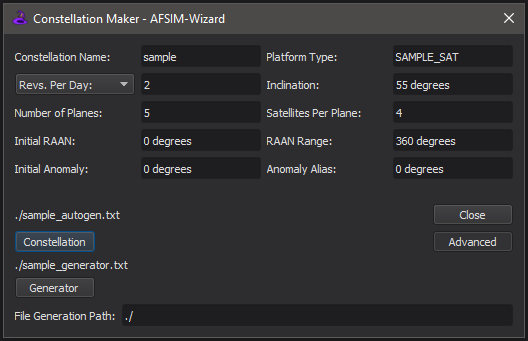 Constellation Maker - AFSIM-Wizard
Constellation Name: sample Platform Type: SAMPLE_SAT
Revs. Per Day: 2 Inclination: 55 degrees
Number of Planes: 5 Satellites Per Plane: 4
Initial RAAN: 0 degrees RAAN Range: 360 degrees
Initial Anomaly: 0 degrees Anomaly Alias: 0 degrees
./sample_autogen.txt Close
Constellation Advanced
./sample_generator.txt
Generator
File Generation Path: ./